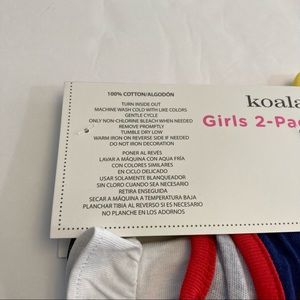 100% COTTON/ALGODÓN
TURN INSIDE OUT
MACHINE WASH COLD WITH LIKE COLORS
GENTLE CYCLE
ONLY NON-CHLORINE BLEACH WHEN NEEDED
REMOVE PROMPTLY
TUMBLE DRY LOW
WARM IRON ON REVERSE SIDE IF NEEDED
DO NOT IRON DECORATION
PONER AL REVÉS
LAVAR A MÁQUINA CON AQUA FRÍA
CON COLORES SIMILARES
EN CICLO DELICADO
USAR SOLAMENTE BLANQUEADOR
SIN CLORO CUANDO SEA NECESARIO
RETIRA ENSEGUIDA
SECAR A MÁQUINA A TEMPERATURA BAJA
PLANCHAR TIBIA AL REVERSO SI ES NECESARIO
NO PLANCHE EN LOS ADORNOS
koala
Girls 2-Pa